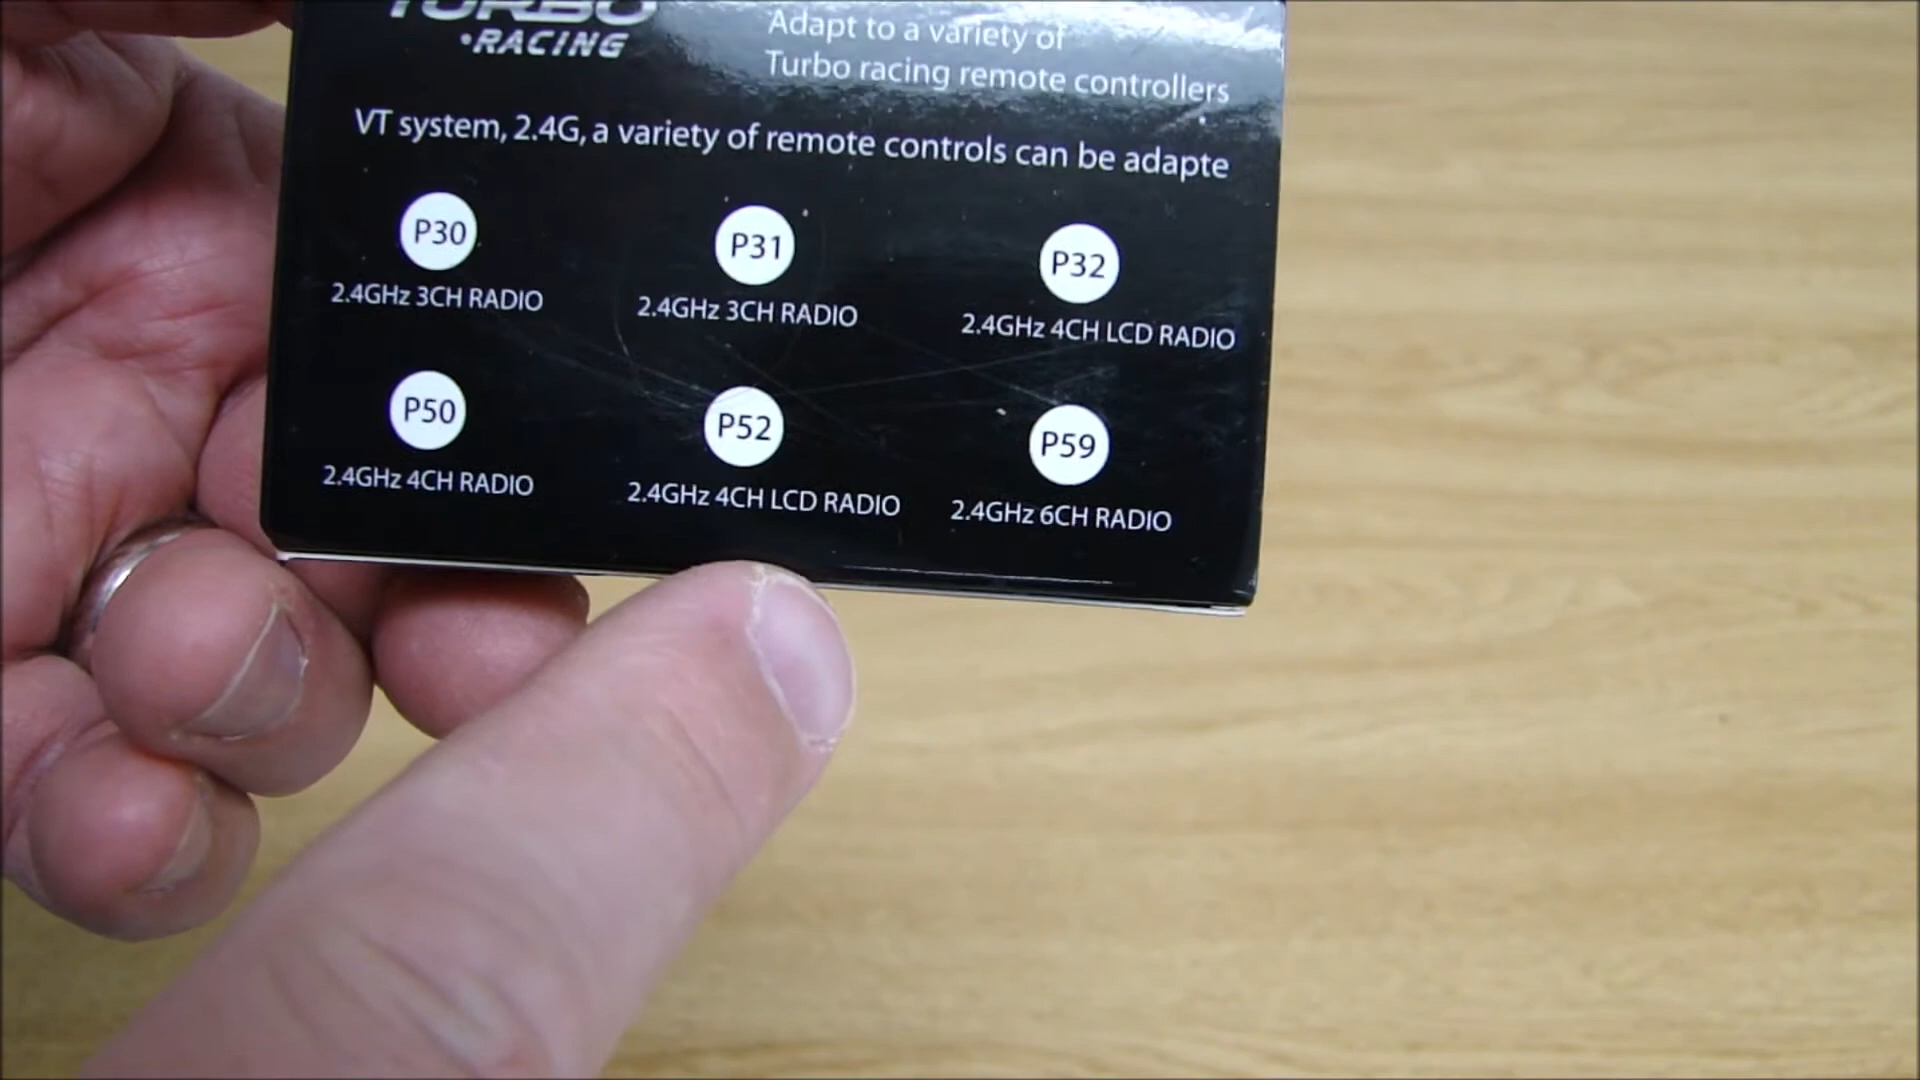 TURBO
•RACING
Adapt to a variety of
Turbo racing remote controllers
VT system, 2.4G, a variety of remote controls can be adapte
P30
2.4GHz 3CH RADIO
P31
2.4GHz 3CH RADIO
P32
2.4GHz 4CH LCD RADIO
P50
2.4GHz 4CH RADIO
P52
2.4GHz 4CH LCD RADIO
P59
2.4GHz 6CH RADIO